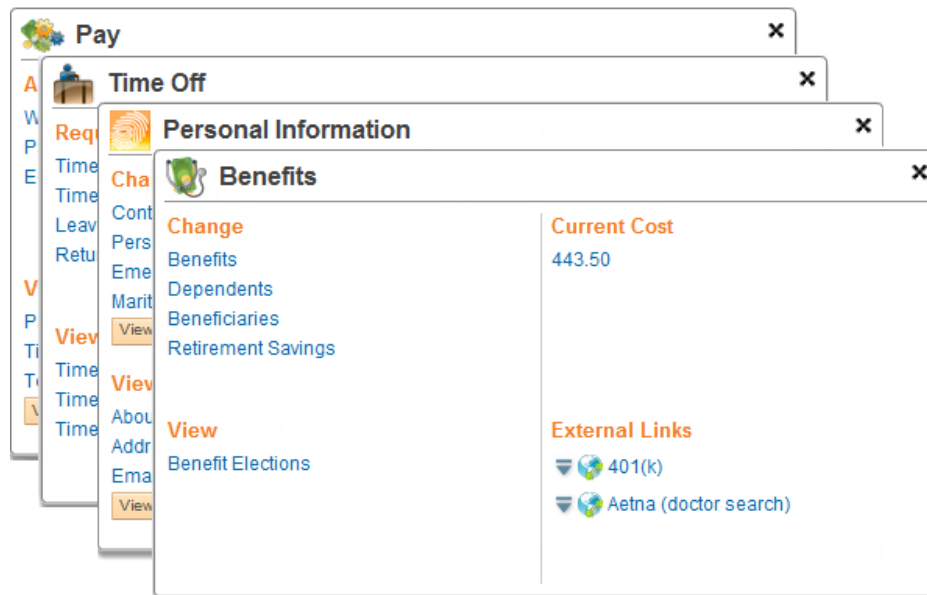 Pay
Time Off
Personal Information
Benefits
Change
Benefits
Dependents
Beneficiaries
Retirement Savings
View
Benefit Elections
Current Cost
443.50
External Links
401(k)
Aetna (doctor search)
A
W
P
E
V
P
Ti
T
V
Requ
Time
Time
Leav
Retu
View
Time
Time
Time
Cha
Cont
Pers
Eme
Marit
View
View
Abou
Addr
Ema
View